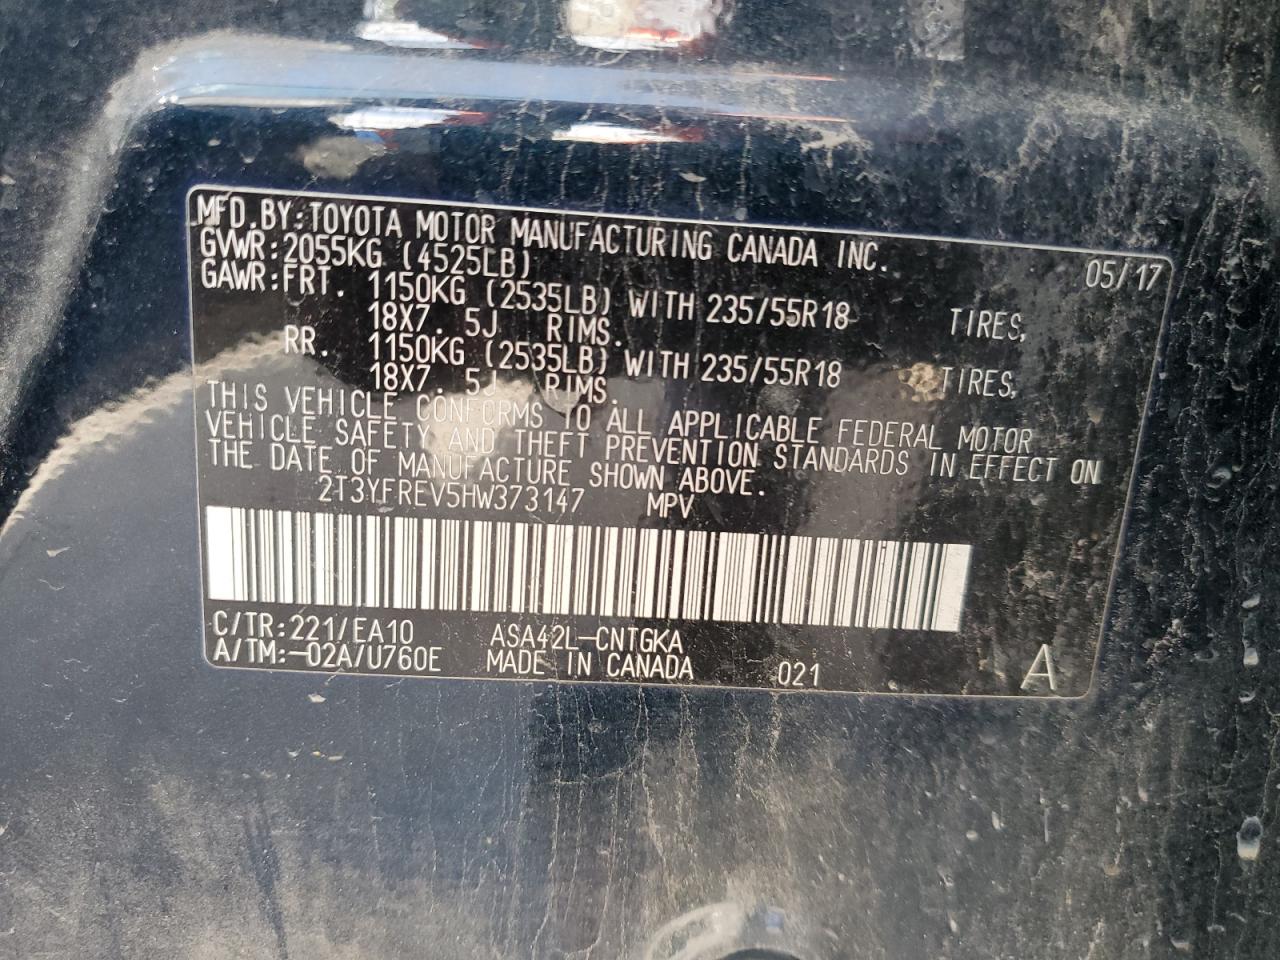 MFD.BY:TOYOTA MOTOR MANUFACTURING CANADA INC.
GVWR:2055KG (4525LB) 05/17
GAWR:FRT. 1150KG (2535LB) WITH 235/55R18 TIRES,
18X7. 5J RIMS.
RR. 1150KG (2535LB) WITH 235/55R18 TIRES,
18X7. 5J RIMS.
THIS VEHICLE CONFORMS TO ALL APPLICABLE FEDERAL MOTOR
VEHICLE SAFETY AND THEFT PREVENTION STANDARDS IN EFFECT ON
THE DATE OF MANUFACTURE SHOWN ABOVE.
2T3YFREV5HW373147 MPV
C/TR:221/EA10 ASA42L-CNTGKA
A/TM:-02A/U760E MADE IN CANADA 021 A